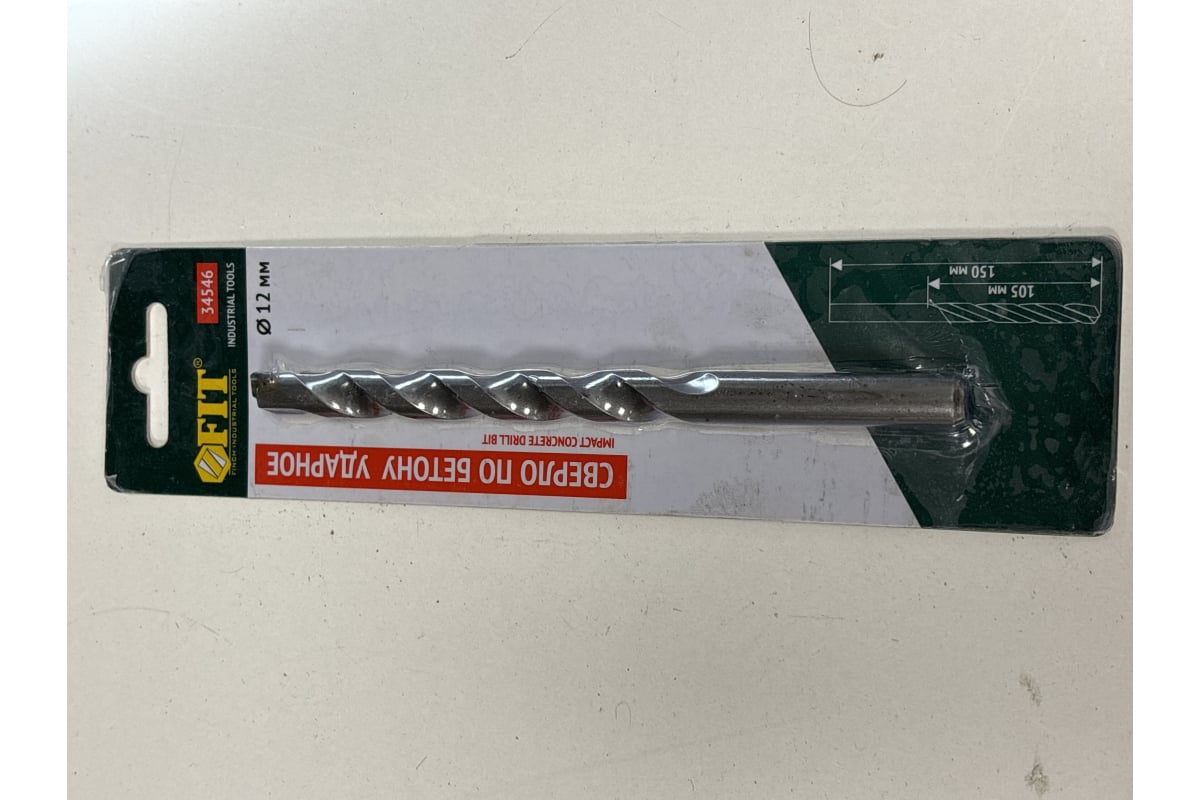 FIT®
FINCH INDUSTRIAL TOOLS
34546
INDUSTRIAL TOOLS
Ø 12 мм
СВЕРЛО ПО БЕТОНУ УДАРНОЕ
IMPACT CONCRETE DRILL BIT
105 мм
150 мм